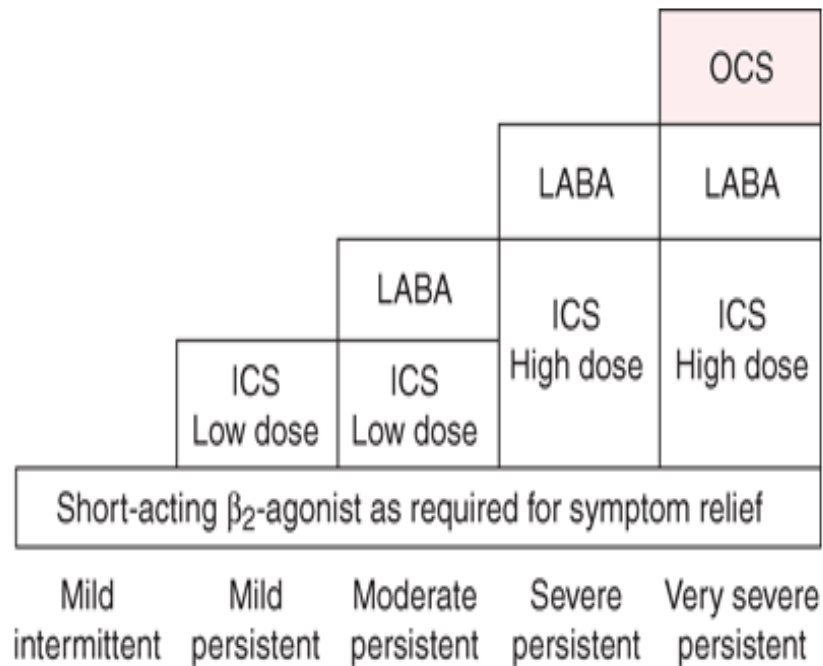 OCS
LABA
LABA
LABA
ICS
High dose
ICS
High dose
ICS
Low dose
ICS
Low dose
Short-acting β₂-agonist as required for symptom relief
Mild
intermittent
Mild
persistent
Moderate
persistent
Severe
persistent
Very severe
persistent